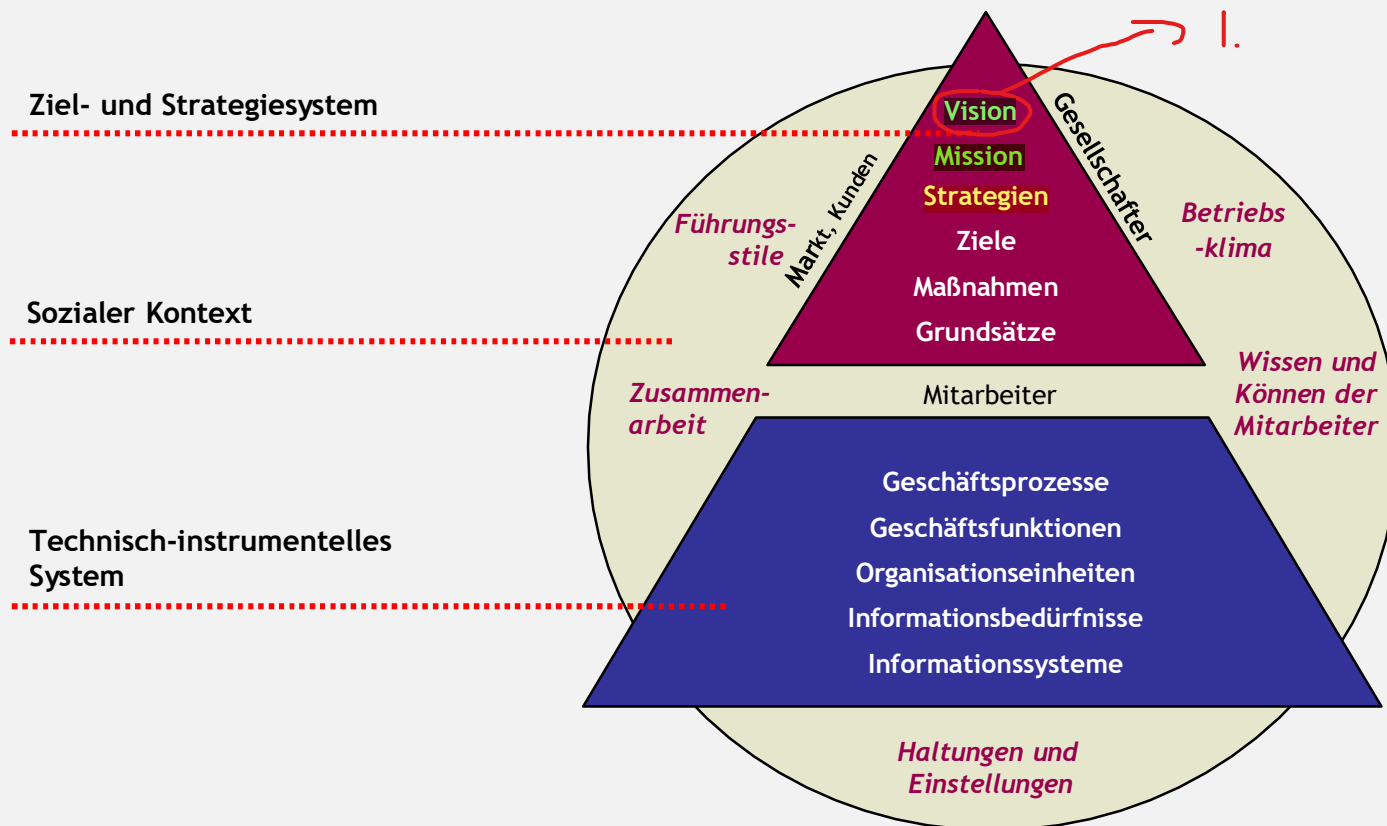 1.
Ziel- und Strategiesystem
Vision
Mission
Strategien
Ziele
Maßnahmen
Grundsätze
Markt, Kunden
Gesellschafter
Führungs-
stile
Betriebs
-klima
Sozialer Kontext
Zusammen-
arbeit
Mitarbeiter
Wissen und
Können der
Mitarbeiter
Technisch-instrumentelles
System
Geschäftsprozesse
Geschäftsfunktionen
Organisationseinheiten
Informationsbedürfnisse
Informationssysteme
Haltungen und
Einstellungen